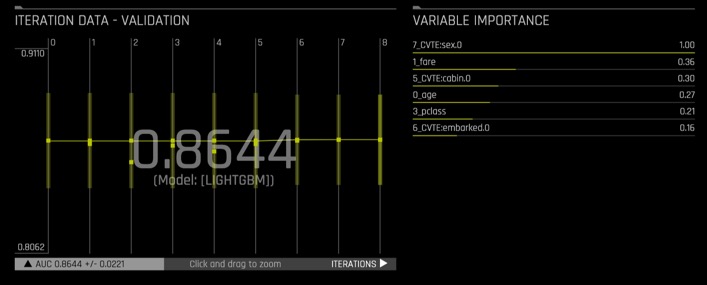 ITERATION DATA - VALIDATION
0 1 2 3 4 5 6 7 8
0.9110
0.8644
(Model: [LIGHTGBM])
0.8062
▲ AUC 0.8644 +/- 0.0221 Click and drag to zoom ITERATIONS ▶
VARIABLE IMPORTANCE
7_CVTE:sex.0 1.00
1_fare 0.36
5_CVTE:cabin.0 0.30
0_age 0.27
3_pclass 0.21
6_CVTE:embarked.0 0.16